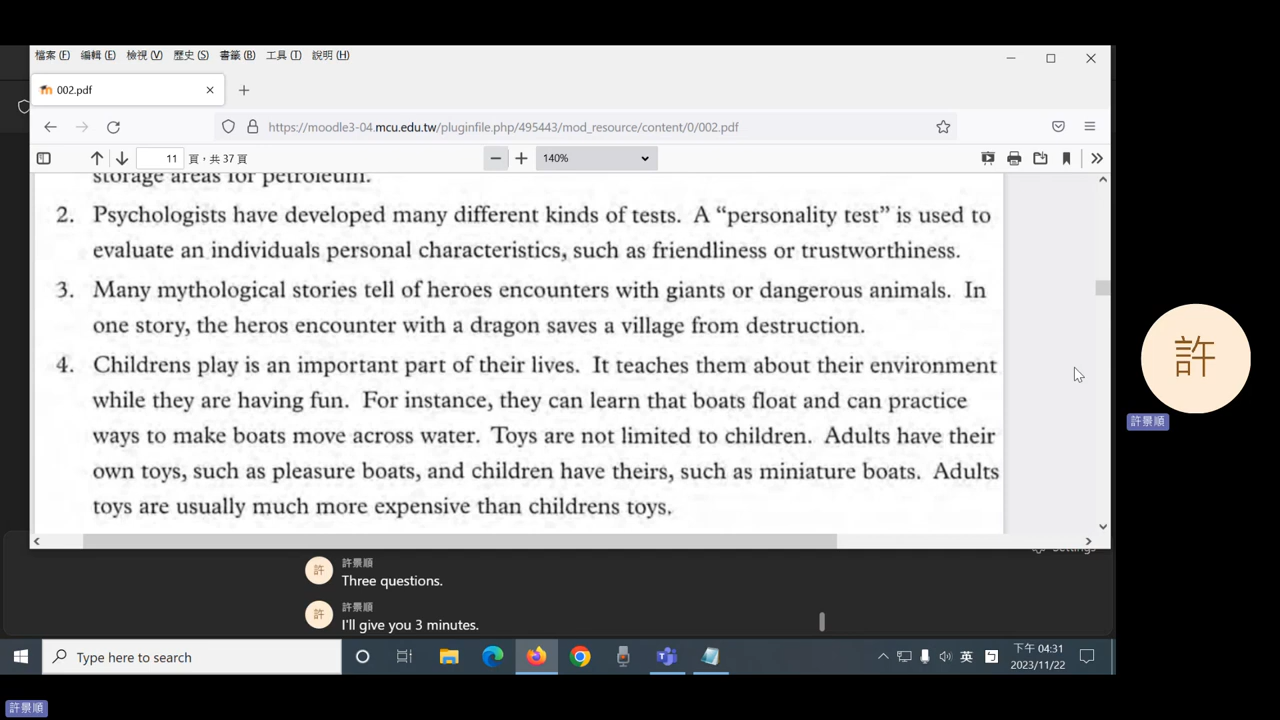 檔案 (F) 編輯 (E) 檢視 (V) 歷史 (S) 書籤 (B) 工具 (T) 說明 (H)
002.pdf
https://moodle3-04.mcu.edu.tw/pluginfile.php/495443/mod_resource/content/0/002.pdf
11 頁，共 37 頁
140%
storage areas for petroleum.
2. Psychologists have developed many different kinds of tests. A “personality test” is used to
evaluate an individuals personal characteristics, such as friendliness or trustworthiness.
3. Many mythological stories tell of heroes encounters with giants or dangerous animals. In
one story, the heros encounter with a dragon saves a village from destruction.
4. Childrens play is an important part of their lives. It teaches them about their environment
while they are having fun. For instance, they can learn that boats float and can practice
ways to make boats move across water. Toys are not limited to children. Adults have their
own toys, such as pleasure boats, and children have theirs, such as miniature boats. Adults
toys are usually much more expensive than childrens toys.
許
許景順
Settings
許景順
許
Three questions.
許景順
許
I'll give you 3 minutes.
Type here to search
英
下午 04:31
2023/11/22
許景順